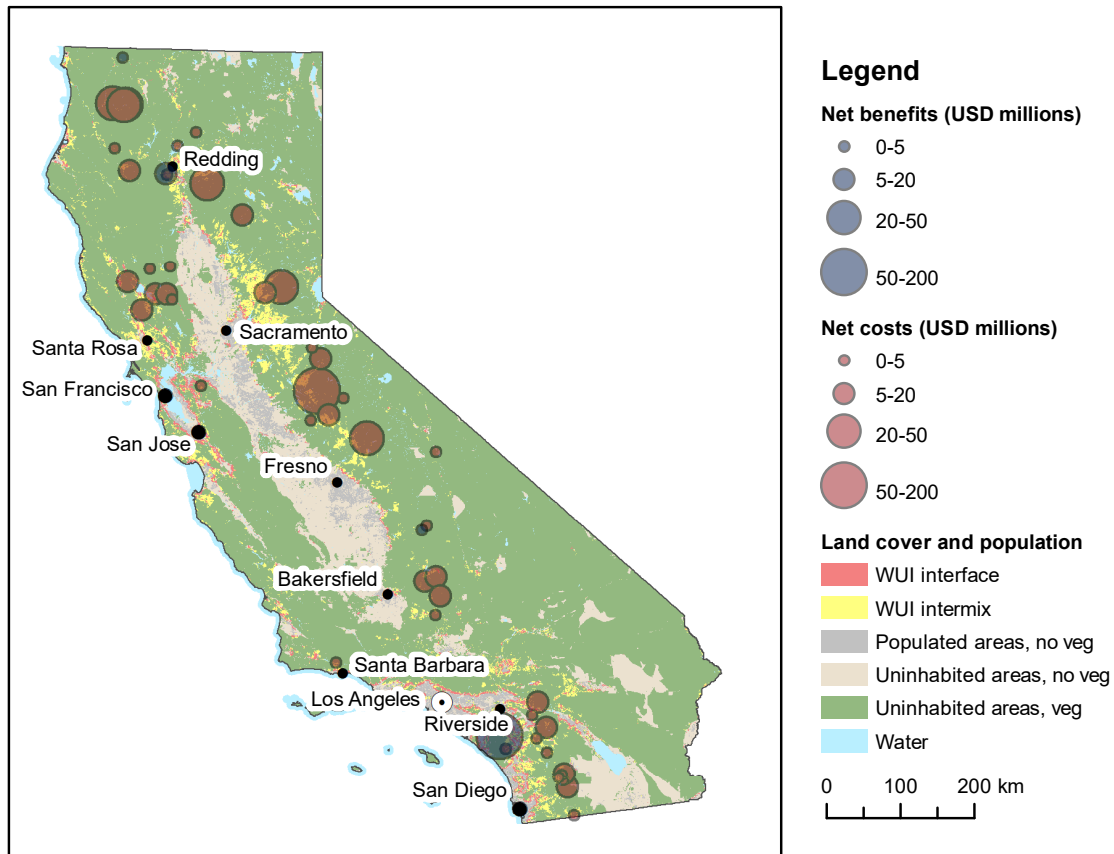 Redding
Sacramento
Santa Rosa
San Francisco
San Jose
Fresno
Bakersfield
Santa Barbara
Los Angeles
Riverside
San Diego
Legend
Net benefits (USD millions)
0-5
5-20
20-50
50-200
Net costs (USD millions)
0-5
5-20
20-50
50-200
Land cover and population
WUI interface
WUI intermix
Populated areas, no veg
Uninhabited areas, no veg
Uninhabited areas, veg
Water
0 100 200 km